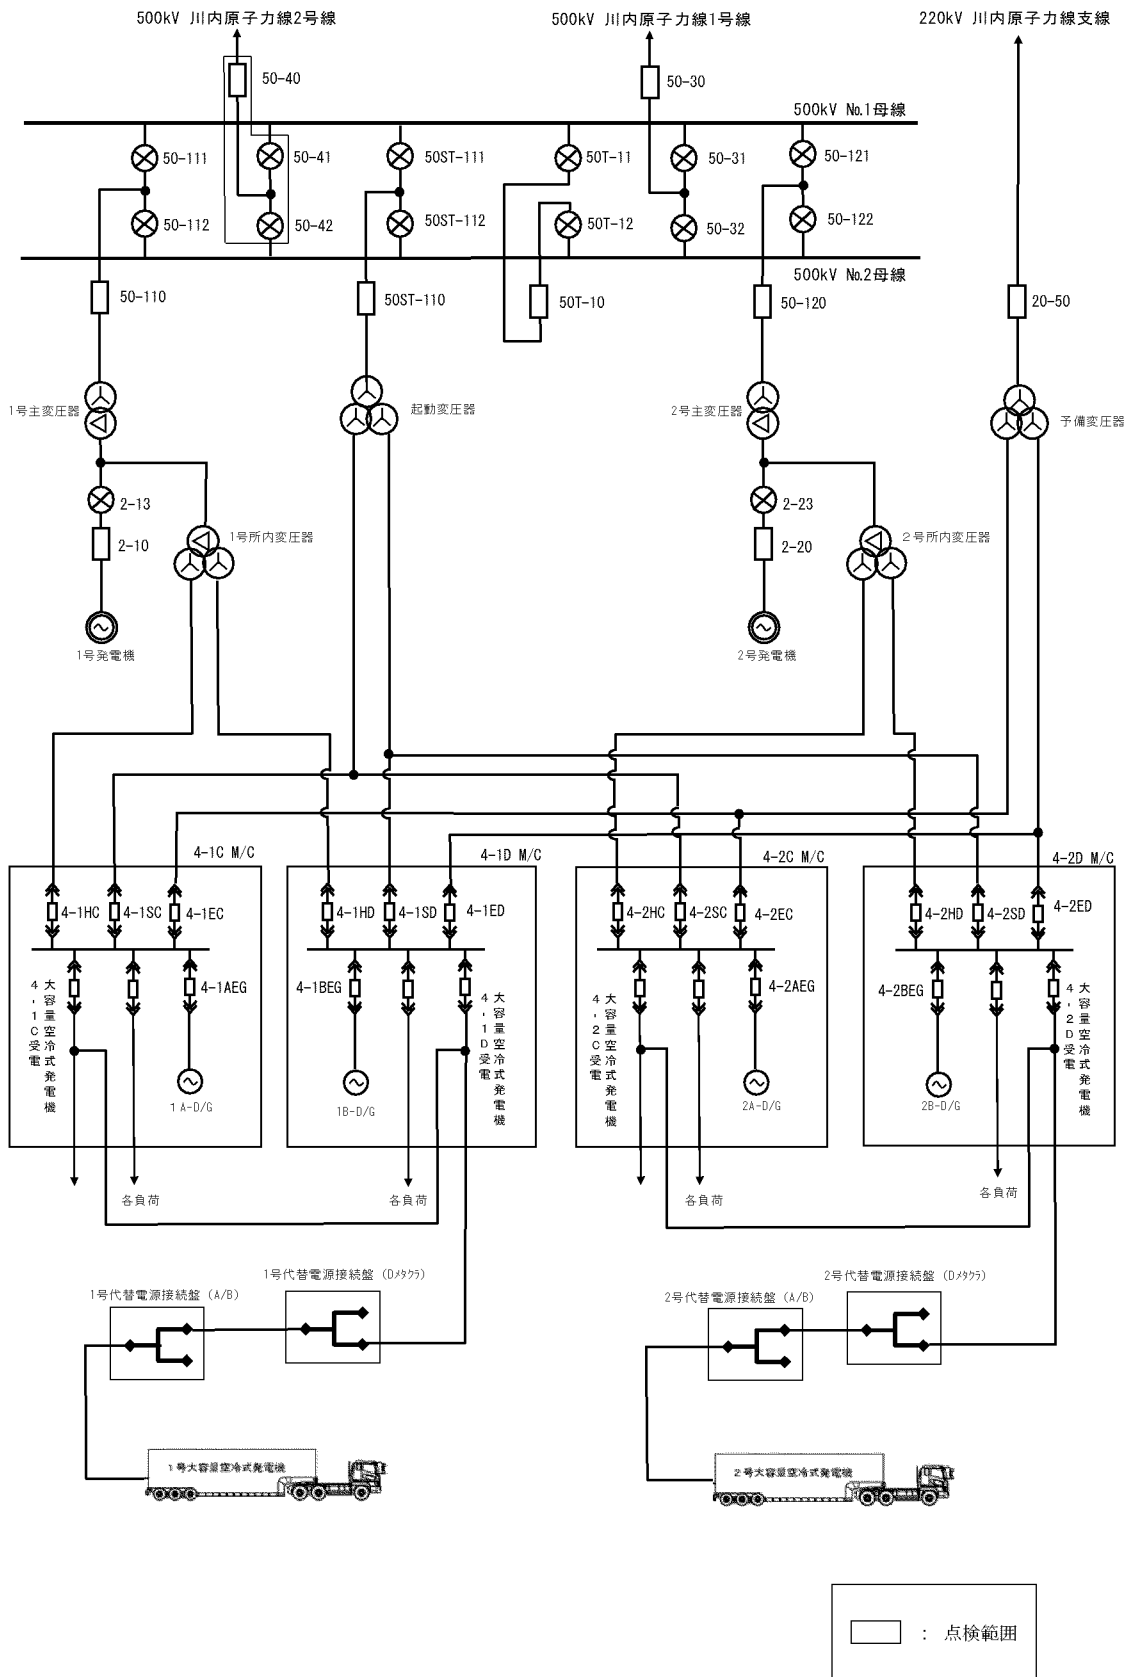 500kV 川内原子力線2号線
500kV 川内原子力線1号線
220kV 川内原子力線支線
50-40
50-30
500kV No.1母線
50-111
50-41
50ST-111
50T-11
50-31
50-121
50-112
50-42
50ST-112
50T-12
50-32
50-122
500kV No.2母線
50-110
50ST-110
50T-10
50-120
20-50
1号主変圧器
起動変圧器
2号主変圧器
予備変圧器
2-13
2-23
2-10
1号所内変圧器
2-20
2号所内変圧器
1号発電機
2号発電機
4-1C M/C
4-1D M/C
4-2C M/C
4-2D M/C
4-1HC
4-1SC
4-1EC
4-1HD
4-1SD
4-1ED
4-2HC
4-2SC
4-2EC
4-2HD
4-2SD
4-2ED
大容量空冷式発電機
4-1C受電
4-1AEG
4-1BEG
大容量空冷式発電機
4-1D受電
大容量空冷式発電機
4-2C受電
4-2AEG
4-2BEG
大容量空冷式発電機
4-2D受電
1A-D/G
1B-D/G
2A-D/G
2B-D/G
各負荷
各負荷
各負荷
各負荷
1号代替電源接続盤 (A/B)
1号代替電源接続盤 (Dメタクラ)
2号代替電源接続盤 (A/B)
2号代替電源接続盤 (Dメタクラ)
1号大容量空冷式発電機
2号大容量空冷式発電機
: 点検範囲